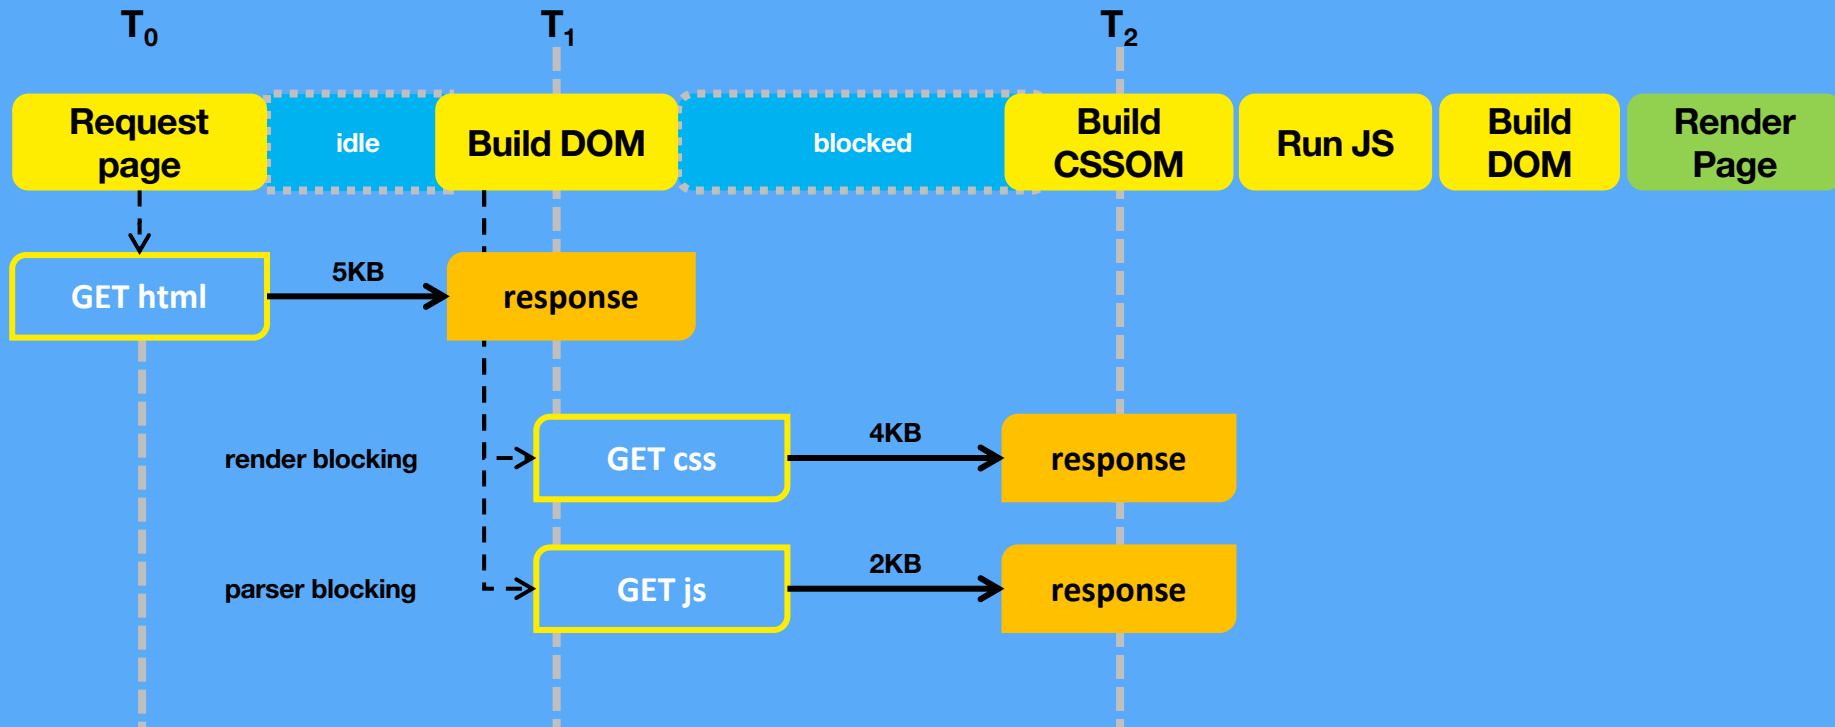 T0
T1
T2
Request
page
idle
Build DOM
blocked
Build
CSSOM
Run JS
Build
DOM
Render
Page
GET html
5KB
response
render blocking
GET css
4KB
response
parser blocking
GET js
2KB
response